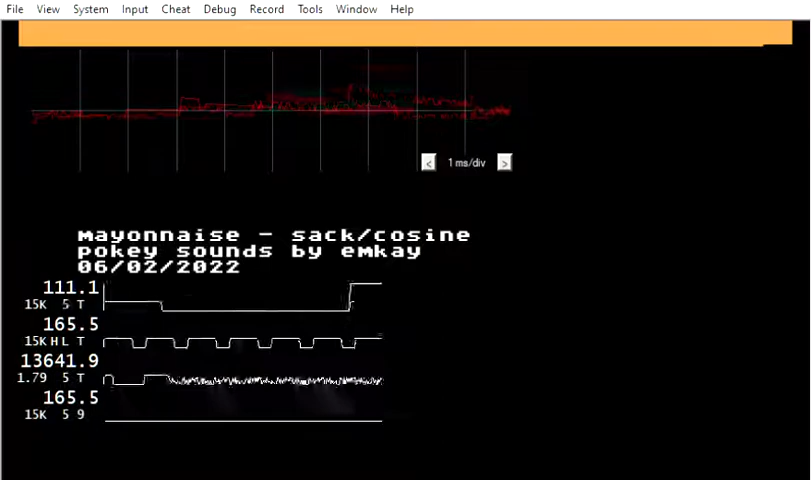 File View System Input Cheat Debug Record Tools Window Help
< 1 ms/div >
mayonnaise - sack/cosine
pokey sounds by emkay
06/02/2022
111.1
15K 5 T
165.5
15K H L T
13641.9
1.79 5 T
165.5
15K 5 9